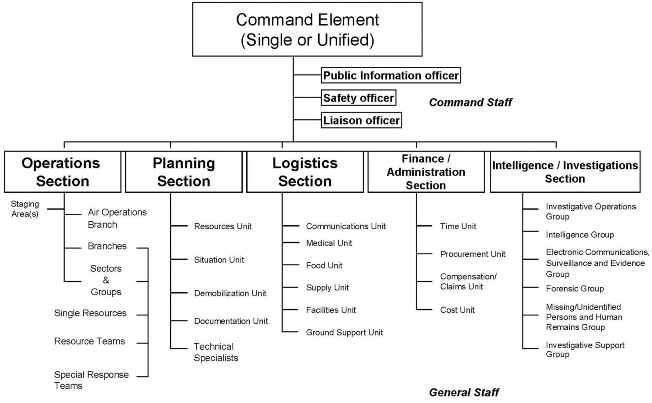 Command Element
(Single or Unified)
Public Information officer
Safety officer
Command Staff
Liaison officer
Operations
Section
Planning
Section
Logistics
Section
Finance /
Administration
Section
Intelligence / Investigations
Section
Staging
Area(s)
Air Operations
Branch
Branches
Sectors
&
Groups
Single Resources
Resource Teams
Special Response
Teams
Resources Unit
Situation Unit
Demobilization Unit
Documentation Unit
Technical
Specialists
Communications Unit
Medical Unit
Food Unit
Supply Unit
Facilities Unit
Ground Support Unit
Time Unit
Procurement Unit
Compensation/
Claims Unit
Cost Unit
Investigative Operations
Group
Intelligence Group
Electronic Communications,
Surveillance and Evidence
Group
Forensic Group
Missing/Unidentified
Persons and Human
Remains Group
Investigative Support
Group
General Staff